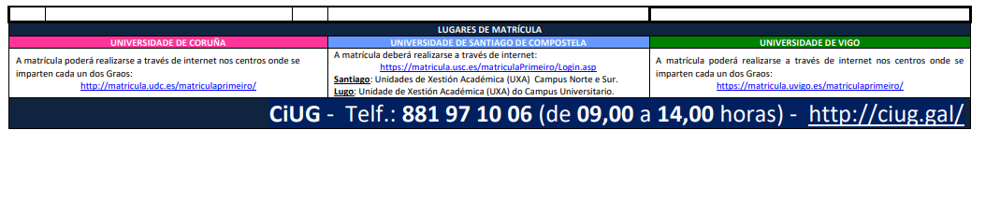 LUGARES DE MATRÍCULA
UNIVERSIDADE DE CORUÑA
A matrícula poderá realizarse a través de internet nos centros onde se
imparten cada un dos Graos:
http://matricula.udc.es/matriculaprimeiro/
UNIVERSIDADE DE SANTIAGO DE COMPOSTELA
A matrícula deberá realizarse a través de internet:
https://matricula.usc.es/matriculaPrimeiro/Login.asp
Santiago: Unidades de Xestión Académica (UXA) Campus Norte e Sur.
Lugo: Unidade de Xestión Académica (UXA) do Campus Universitario.
UNIVERSIDADE DE VIGO
A matrícula poderá realizarse a través de internet nos centros onde se
imparten cada un dos Graos:
https://matricula.uvigo.es/matriculaprimeiro/
CiUG - Telf.: 881 97 10 06 (de 09,00 a 14,00 horas) - http://ciug.gal/